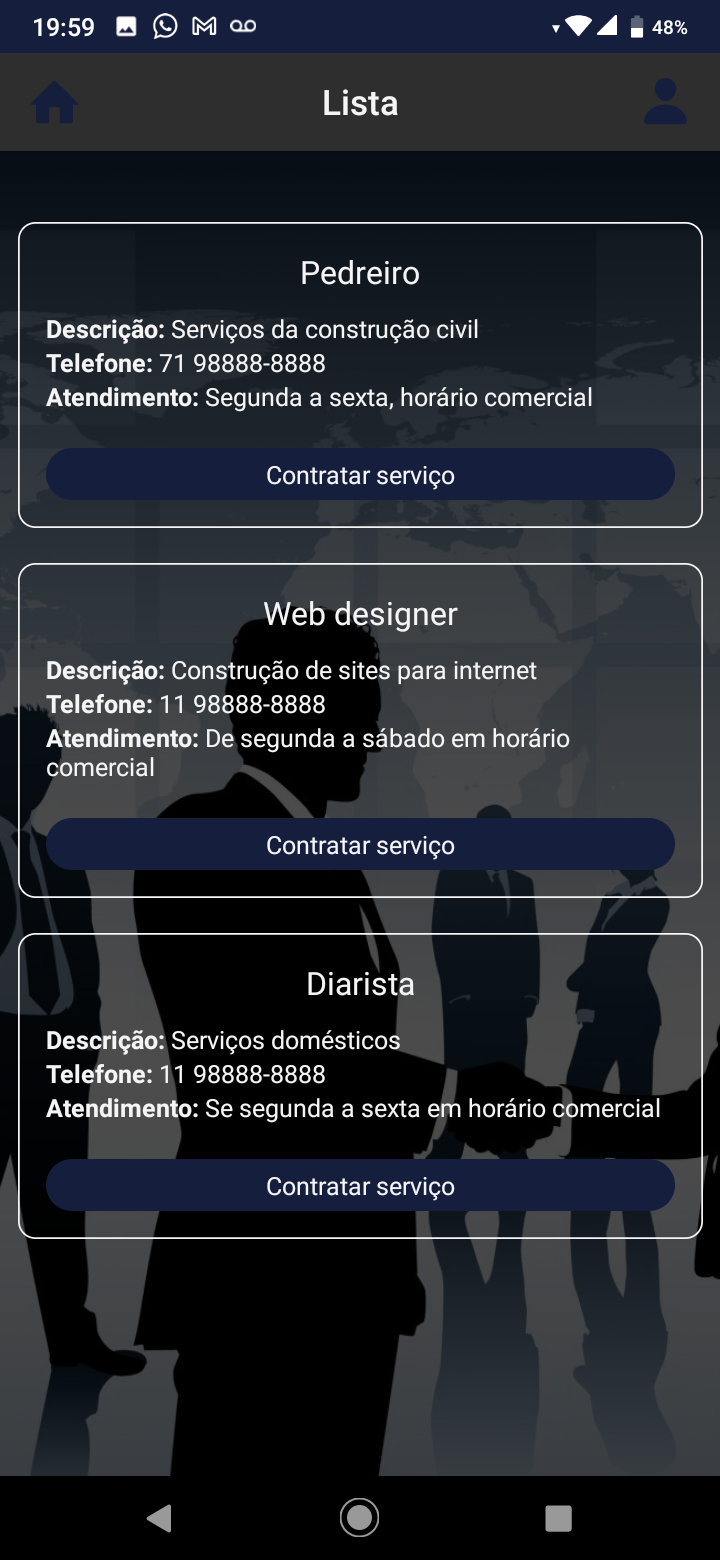 19:59
48%
Lista
Pedreiro
Descrição: Serviços da construção civil
Telefone: 71 98888-8888
Atendimento: Segunda a sexta, horário comercial
Contratar serviço
Web designer
Descrição: Construção de sites para internet
Telefone: 11 98888-8888
Atendimento: De segunda a sábado em horário
comercial
Contratar serviço
Diarista
Descrição: Serviços domésticos
Telefone: 11 98888-8888
Atendimento: Se segunda a sexta em horário comercial
Contratar serviço